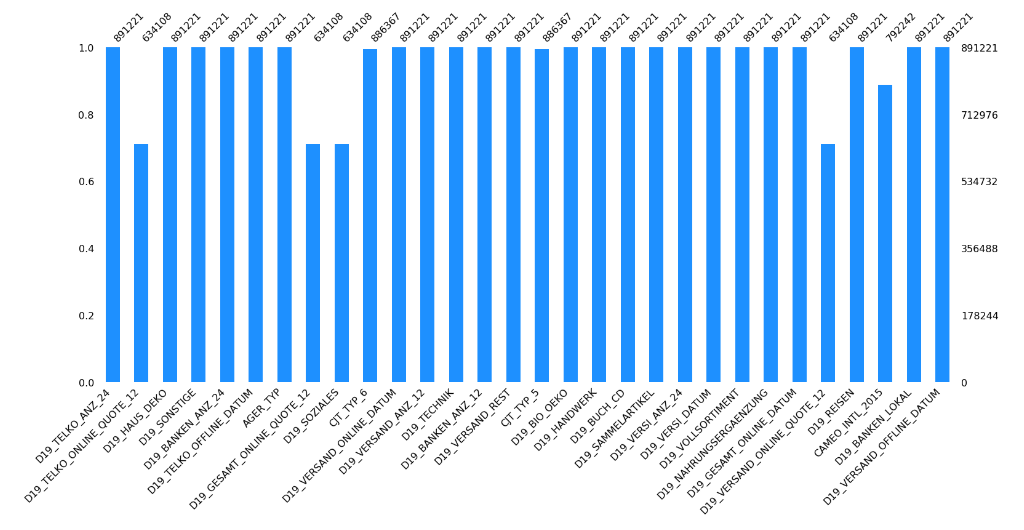 891221
634108
891221
891221
891221
891221
891221
634108
634108
886367
891221
891221
891221
891221
891221
886367
891221
891221
891221
891221
891221
891221
891221
891221
891221
634108
891221
792242
891221
891221
1.0
0.8
0.6
0.4
0.2
0.0
891221
712976
534732
356488
178244
0
D19_TELKO_ANZ_24
D19_TELKO_ONLINE_QUOTE_12
D19_HAUS_DEKO
D19_SONSTIGE
D19_BANKEN_ANZ_24
D19_TELKO_OFFLINE_DATUM
AGER_TYP
D19_GESAMT_ONLINE_QUOTE_12
D19_SOZIALES
CJT_TYP_6
D19_VERSAND_ONLINE_DATUM
D19_VERSAND_ANZ_12
D19_TECHNIK
D19_BANKEN_ANZ_12
D19_VERSAND_REST
CJT_TYP_5
D19_BIO_OEKO
D19_HANDWERK
D19_BUCH_CD
D19_SAMMELARTIKEL
D19_VERSI_ANZ_24
D19_VERSI_DATUM
D19_VOLLSORTIMENT
D19_NAHRUNGSERGAENZUNG
D19_GESAMT_ONLINE_DATUM
D19_VERSAND_ONLINE_QUOTE_12
D19_REISEN
CAMEO_INTL_2015
D19_BANKEN_LOKAL
D19_VERSAND_OFFLINE_DATUM